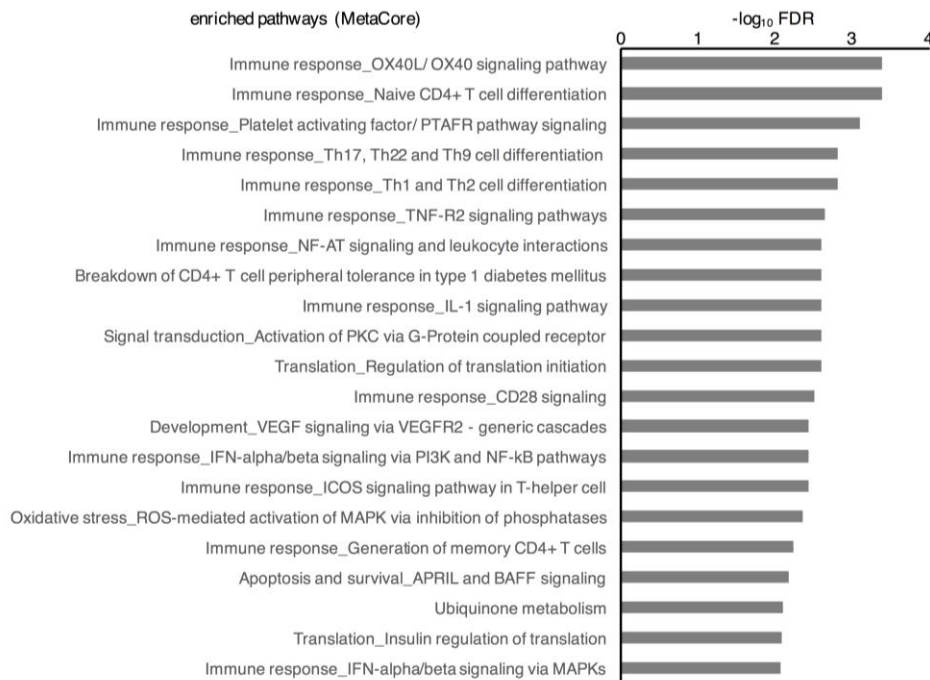 enriched pathways (MetaCore)
-log₁₀ FDR
0 1 2 3 4
Immune response_OX40L/ OX40 signaling pathway
Immune response_Naive CD4+ T cell differentiation
Immune response_Platelet activating factor/ PTAFR pathway signaling
Immune response_Th17, Th22 and Th9 cell differentiation
Immune response_Th1 and Th2 cell differentiation
Immune response_TNF-R2 signaling pathways
Immune response_NF-AT signaling and leukocyte interactions
Breakdown of CD4+ T cell peripheral tolerance in type 1 diabetes mellitus
Immune response_IL-1 signaling pathway
Signal transduction_Activation of PKC via G-Protein coupled receptor
Translation_Regulation of translation initiation
Immune response_CD28 signaling
Development_VEGF signaling via VEGFR2 - generic cascades
Immune response_IFN-alpha/beta signaling via PI3K and NF-kB pathways
Immune response_ICOS signaling pathway in T-helper cell
Oxidative stress_ROS-mediated activation of MAPK via inhibition of phosphatases
Immune response_Generation of memory CD4+ T cells
Apoptosis and survival_APRIL and BAFF signaling
Ubiquinone metabolism
Translation_Insulin regulation of translation
Immune response_IFN-alpha/beta signaling via MAPKs